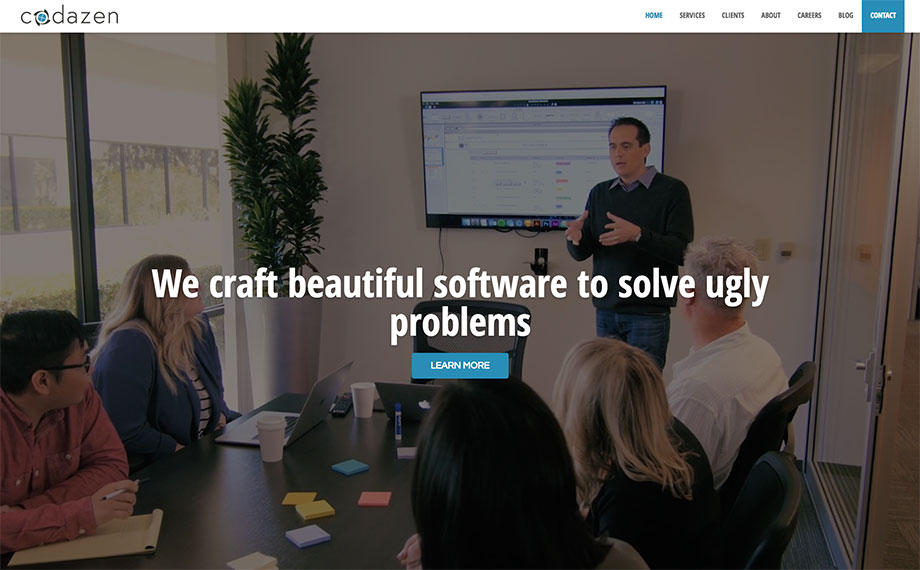 codazen
HOME SERVICES CLIENTS ABOUT CAREERS BLOG CONTACT
We craft beautiful software to solve ugly
problems
LEARN MORE